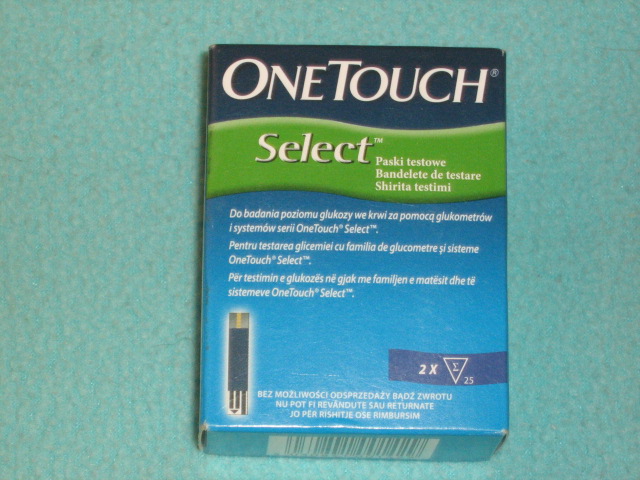 ONETOUCH®
Select™
Paski testowe
Bandelete de testare
Shirita testimi
Do badania poziomu glukozy we krwi za pomocą glukometrów
i systemów serii OneTouch® Select™.
Pentru testarea glicemiei cu familia de glucometre și sisteme
OneTouch® Select™.
Për testimin e glukozës në gjak me familjen e matësit dhe të
sistemeve OneTouch® Select™.
2 X Σ 25
BEZ MOŻLIWOŚCI ODSPRZEDAŻY BĄDŹ ZWROTU
NU POT FI REVÂNDUTE SAU RETURNATE
JO PËR RISHITJE OSE RIMBURSIM